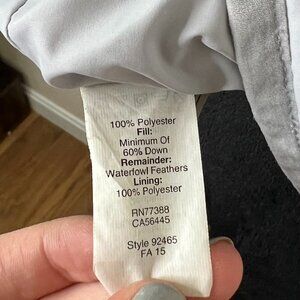 100% Polyester
Fill:
Minimum Of
60% Down
Remainder:
Waterfowl Feathers
Lining:
100% Polyester
RN77388
CA56445
Style 92465
FA 15